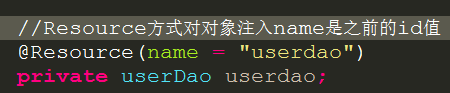 //Resource方式对对象注入name是之前的id值
@Resource(name = "userdao")
private userDao userdao;